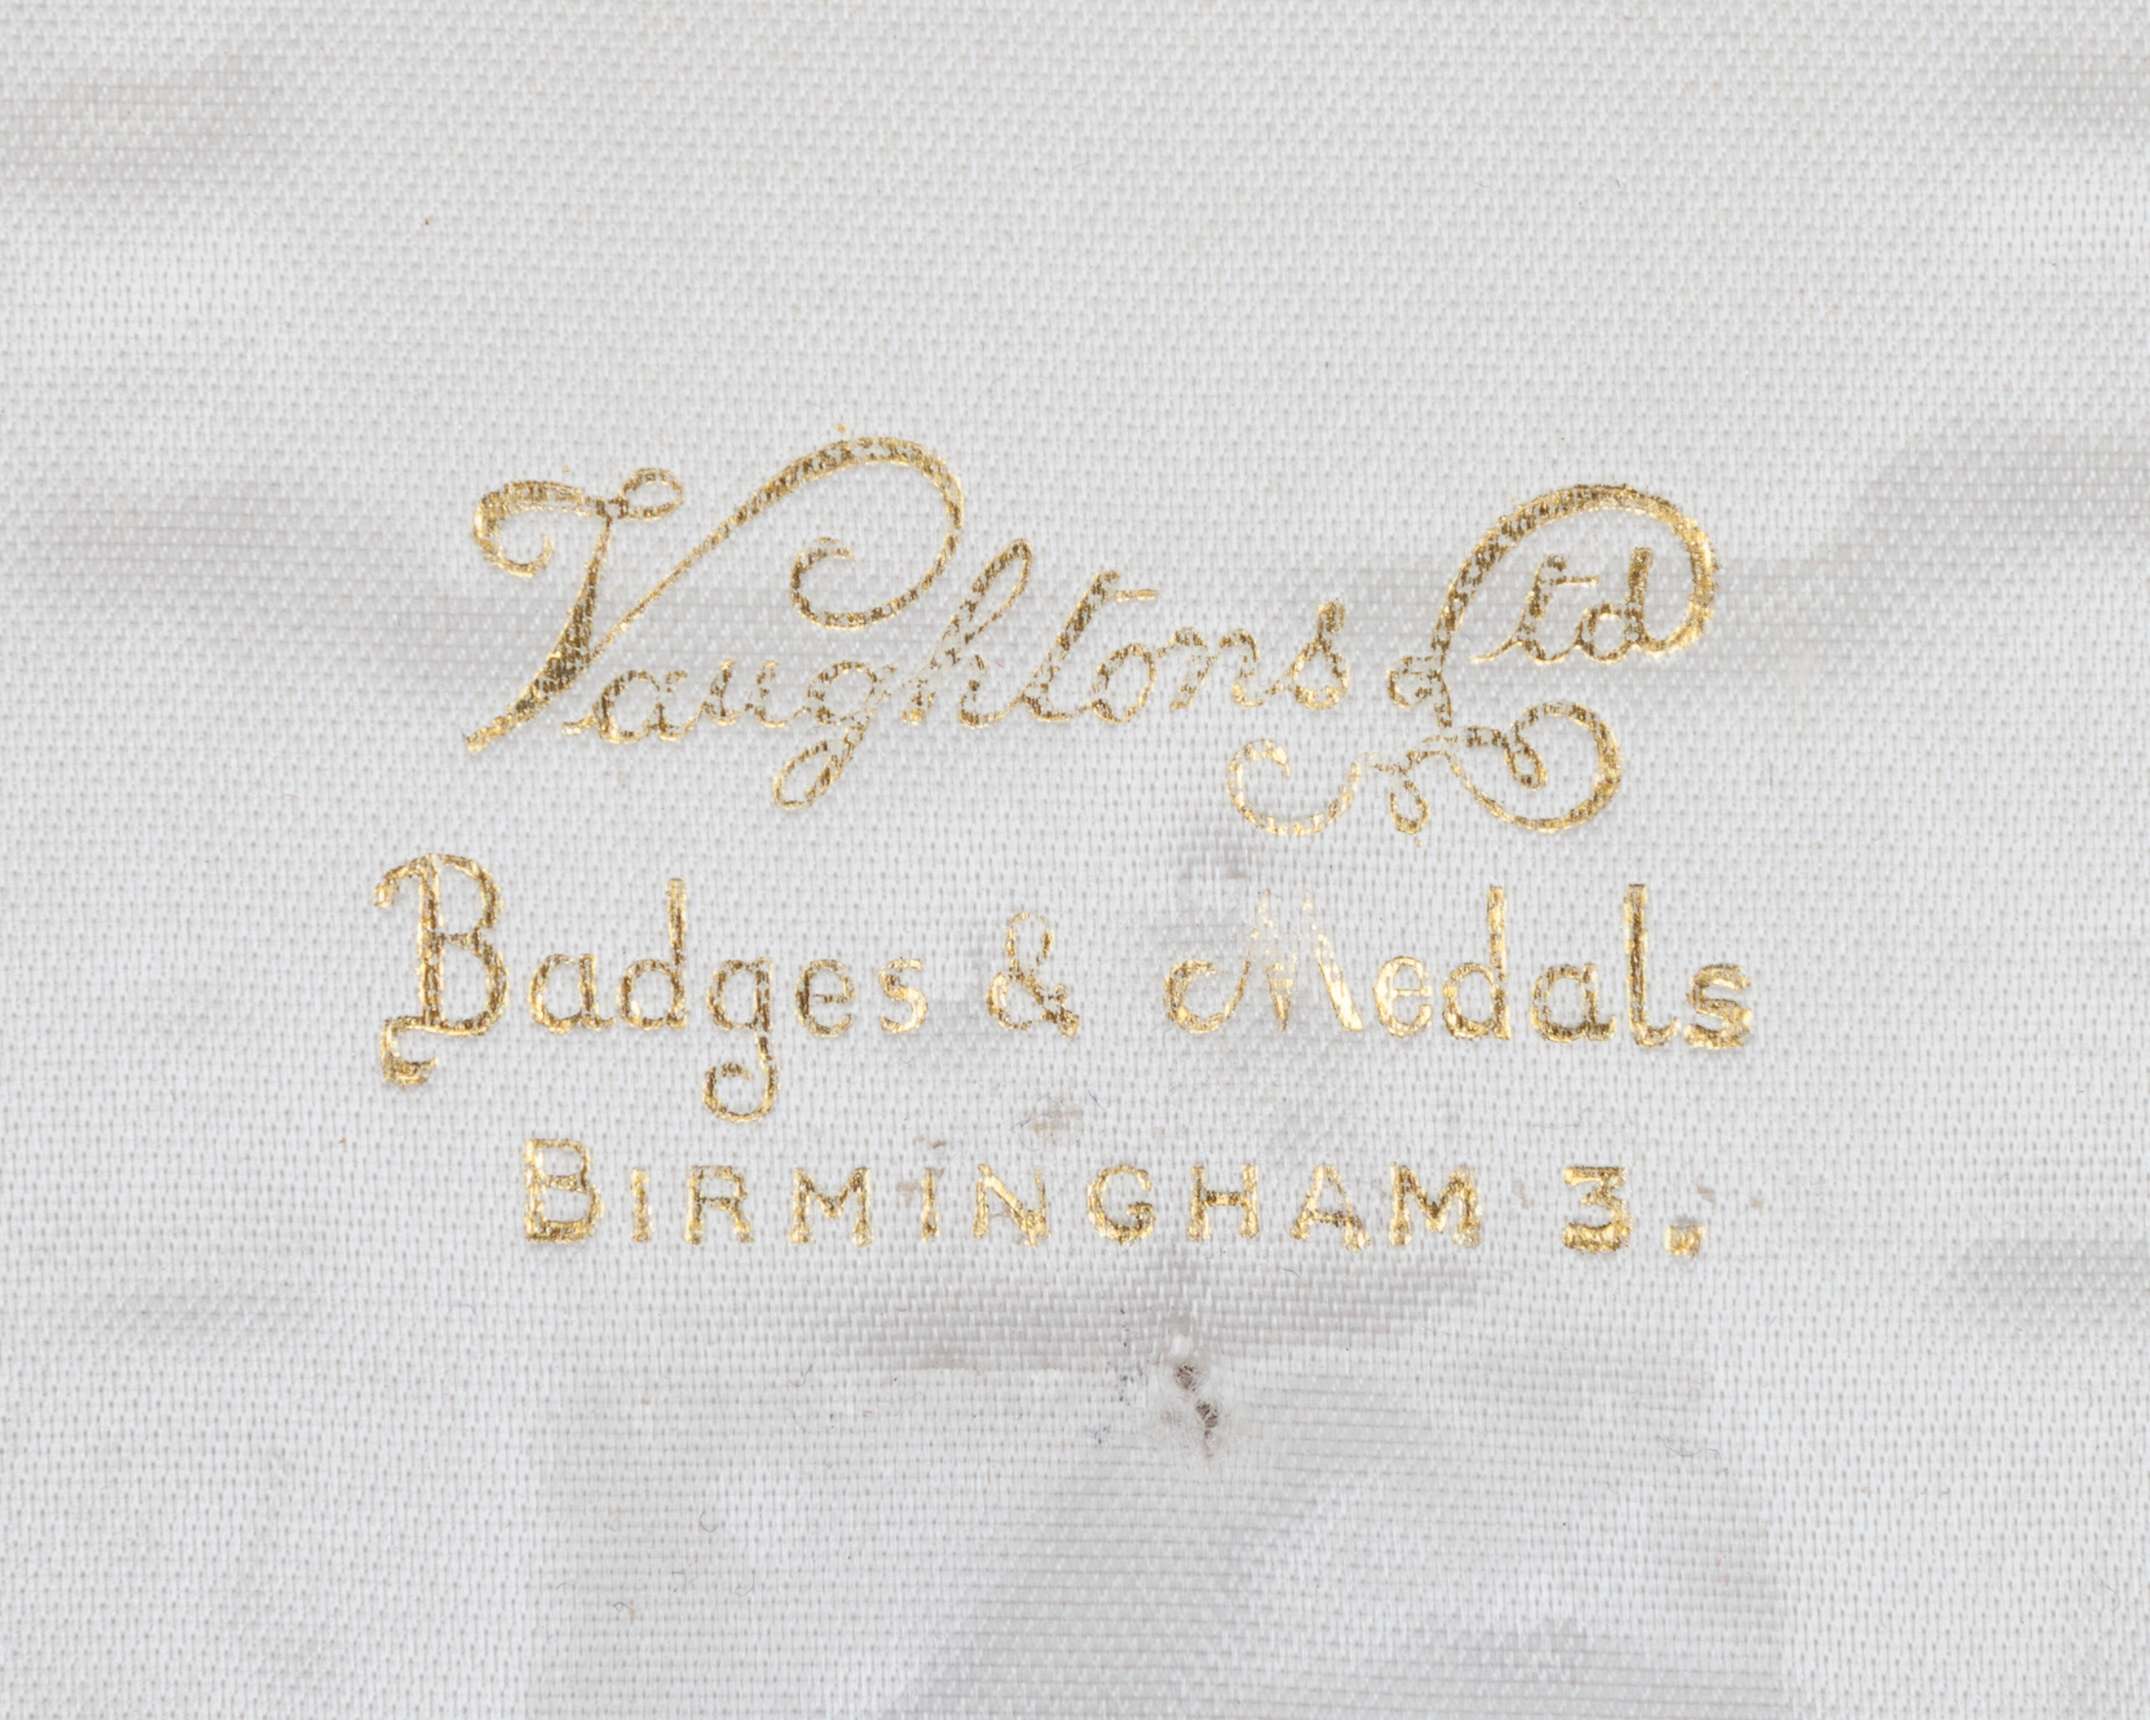 Vaughtons Ltd
Badges & Medals
BIRMINGHAM 3.